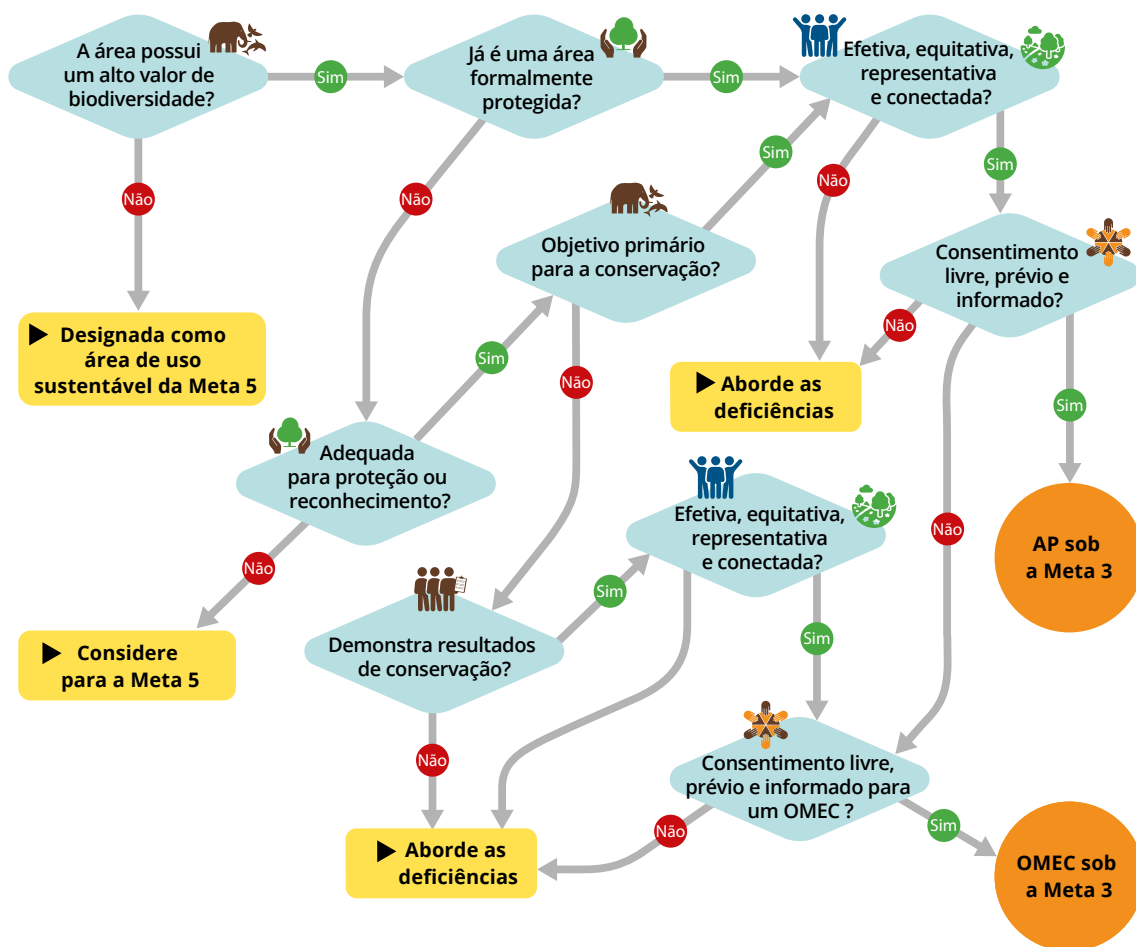 A área possui
um alto valor de
biodiversidade?
Sim
Já é uma área
formalmente
protegida?
Sim
Efetiva, equitativa,
representativa
e conectada?
Não
Não
Sim
Não
Sim
Objetivo primário
para a conservação?
Consentimento
livre, prévio e
informado?
Designada como
área de uso
sustentável da Meta 5
Sim
Não
Não
Aborde as
deficiências
Sim
Adequada
para proteção ou
reconhecimento?
Efetiva, equitativa,
representativa
e conectada?
Não
AP sob
a Meta 3
Não
Sim
Sim
Considere
para a Meta 5
Demonstra resultados
de conservação?
Não
Consentimento livre,
prévio e informado para
um OMEC ?
Não
Sim
Aborde as
deficiências
OMEC sob
a Meta 3